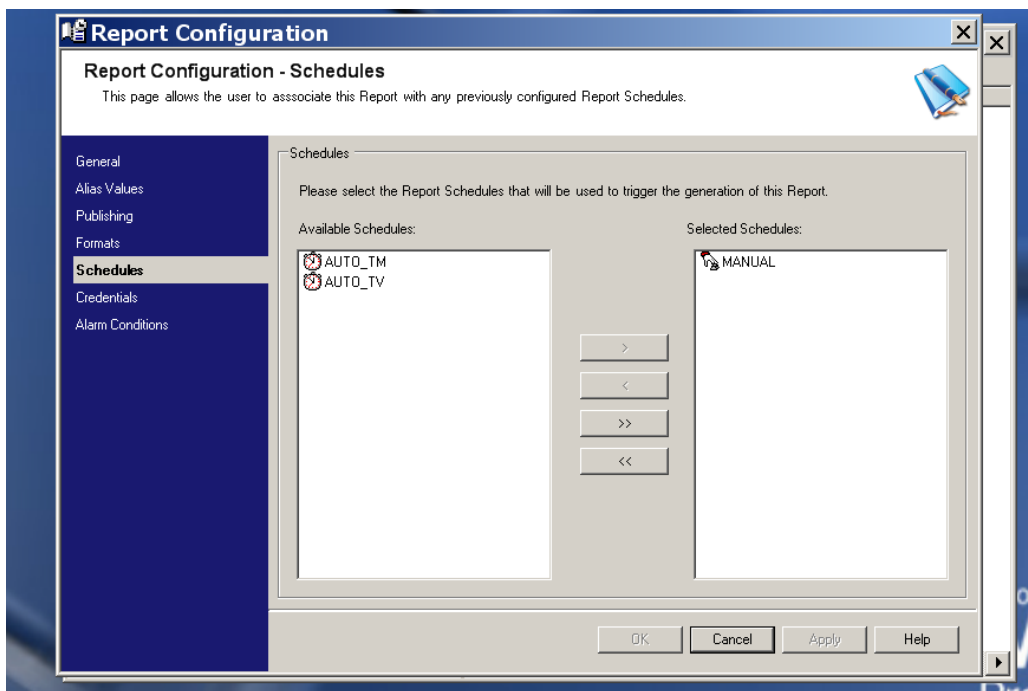 Report Configuration
Report Configuration - Schedules
This page allows the user to asssociate this Report with any previously configured Report Schedules.
General
Alias Values
Publishing
Formats
Schedules
Credentials
Alarm Conditions
Schedules
Please select the Report Schedules that will be used to trigger the generation of this Report.
Available Schedules:
AUTO_TM
AUTO_TV
>
<
>>
<<
Selected Schedules:
MANUAL
OK
Cancel
Apply
Help